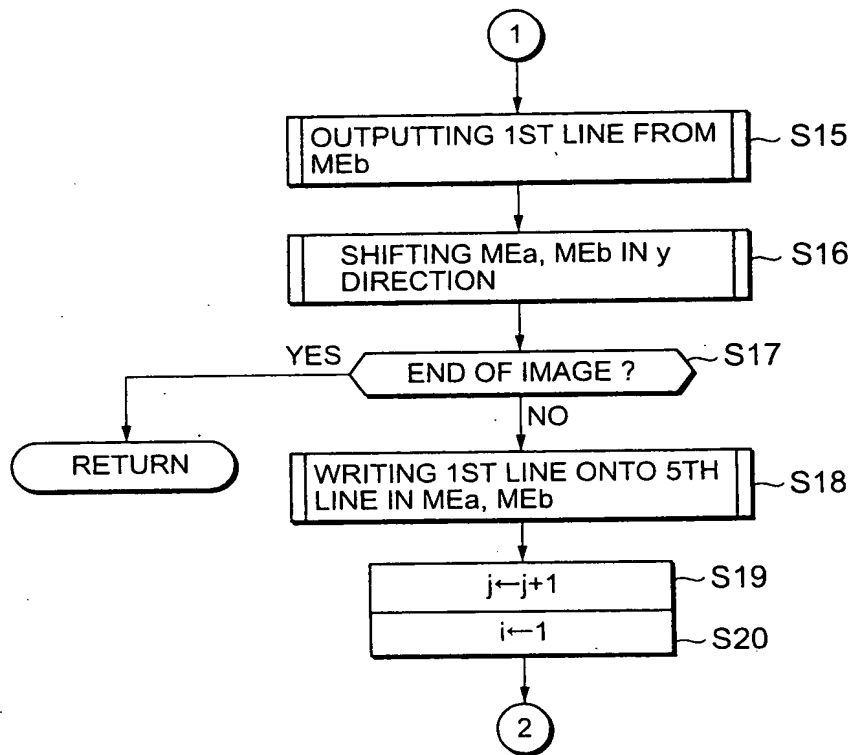 1
OUTPUTTING 1ST LINE FROM
MEb
S15
SHIFTING MEa, MEb IN y
DIRECTION
S16
YES
END OF IMAGE ?
S17
NO
RETURN
WRITING 1ST LINE ONTO 5TH
LINE IN MEa, MEb
S18
j←j+1
S19
i←1
S20
2